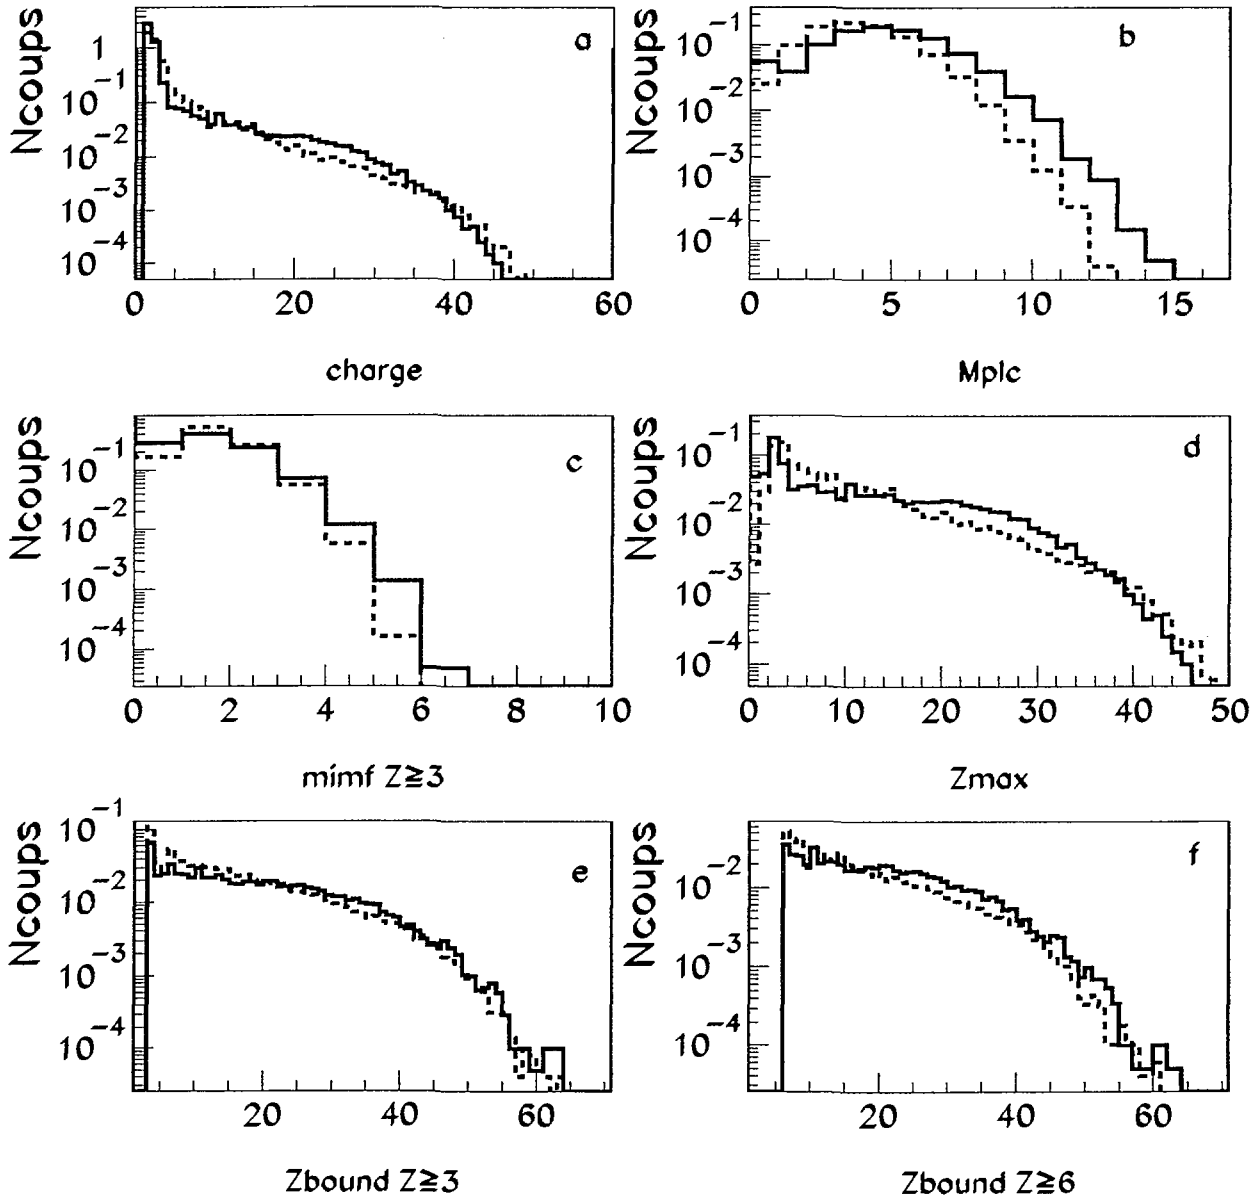 Ncoups
1
10⁻¹
10⁻²
10⁻³
10⁻⁴
a
0 20 40 60
charge
Ncoups
10⁻¹
10⁻²
10⁻³
10⁻⁴
b
0 5 10 15
Mplc
Ncoups
10⁻¹
10⁻²
10⁻³
10⁻⁴
c
0 2 4 6 8 10
mimf Z≧3
Ncoups
10⁻¹
10⁻²
10⁻³
10⁻⁴
d
0 10 20 30 40 50
Zmax
Ncoups
10⁻¹
10⁻²
10⁻³
10⁻⁴
e
20 40 60
Zbound Z≧3
Ncoups
10⁻²
10⁻³
10⁻⁴
f
20 40 60
Zbound Z≧6